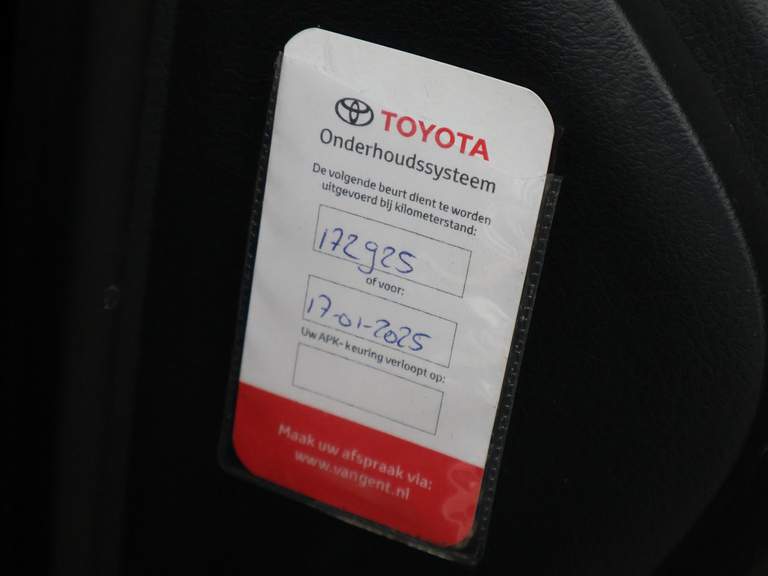 TOYOTA
Onderhoudssysteem
De volgende beurt dient te worden
uitgevoerd bij kilometerstand:
172925
of voor:
17-01-2025
Uw APK-keuring verloopt op:
Maak uw afspraak via:
www.vangent.nl